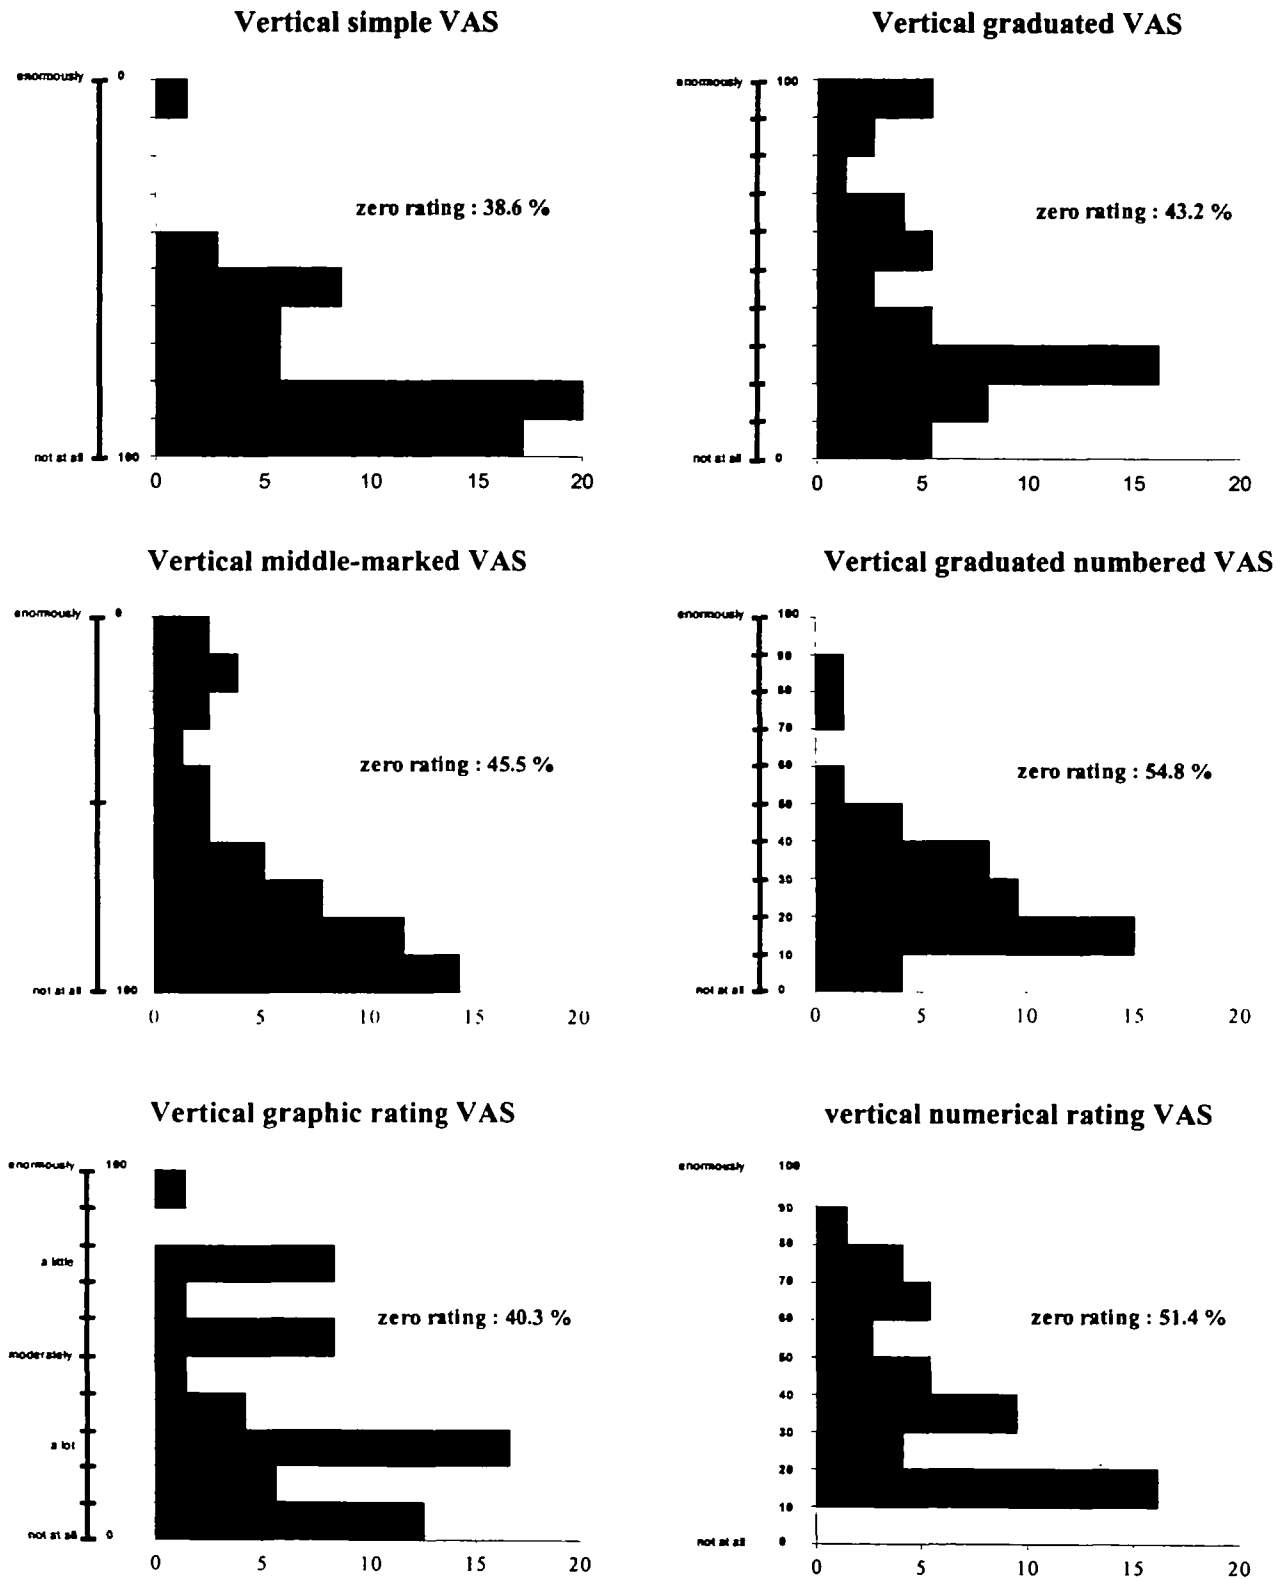 Vertical simple VAS
enormously 0
zero rating : 38.6 %
not at all 100
0 5 10 15 20
Vertical graduated VAS
enormously 100
zero rating : 43.2 %
not at all 0
0 5 10 15 20
Vertical middle-marked VAS
enormously 0
zero rating : 45.5 %
not at all 100
0 5 10 15 20
Vertical graduated numbered VAS
enormously 100
90
80
70
60
zero rating : 54.8 %
50
40
30
20
10
not at all 0
0 5 10 15 20
Vertical graphic rating VAS
enormously 100
a little
zero rating : 40.3 %
moderately
a lot
not at all 0
0 5 10 15 20
vertical numerical rating VAS
enormously 100
90
80
70
60
zero rating : 51.4 %
50
40
30
20
10
not at all 0
0 5 10 15 20